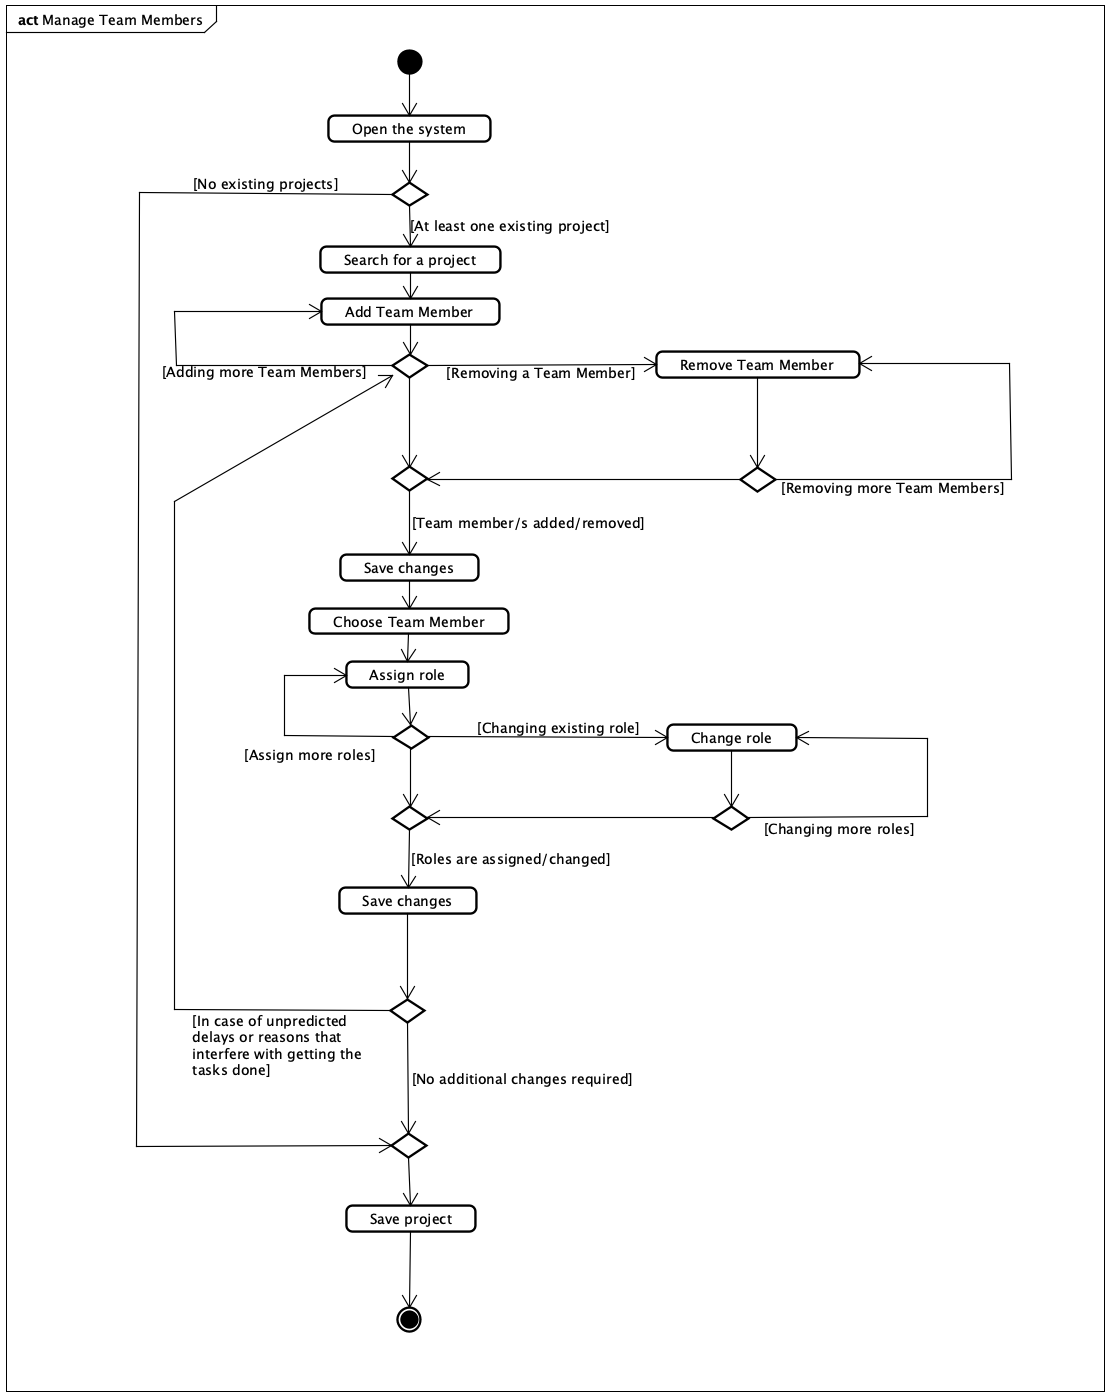 act Manage Team Members
Open the system
[No existing projects]
[At least one existing project]
Search for a project
Add Team Member
[Adding more Team Members]
[Removing a Team Member]
Remove Team Member
[Removing more Team Members]
[Team member/s added/removed]
Save changes
Choose Team Member
Assign role
[Changing existing role]
Change role
[Assign more roles]
[Changing more roles]
[Roles are assigned/changed]
Save changes
[In case of unpredicted
delays or reasons that
interfere with getting the
tasks done]
[No additional changes required]
Save project